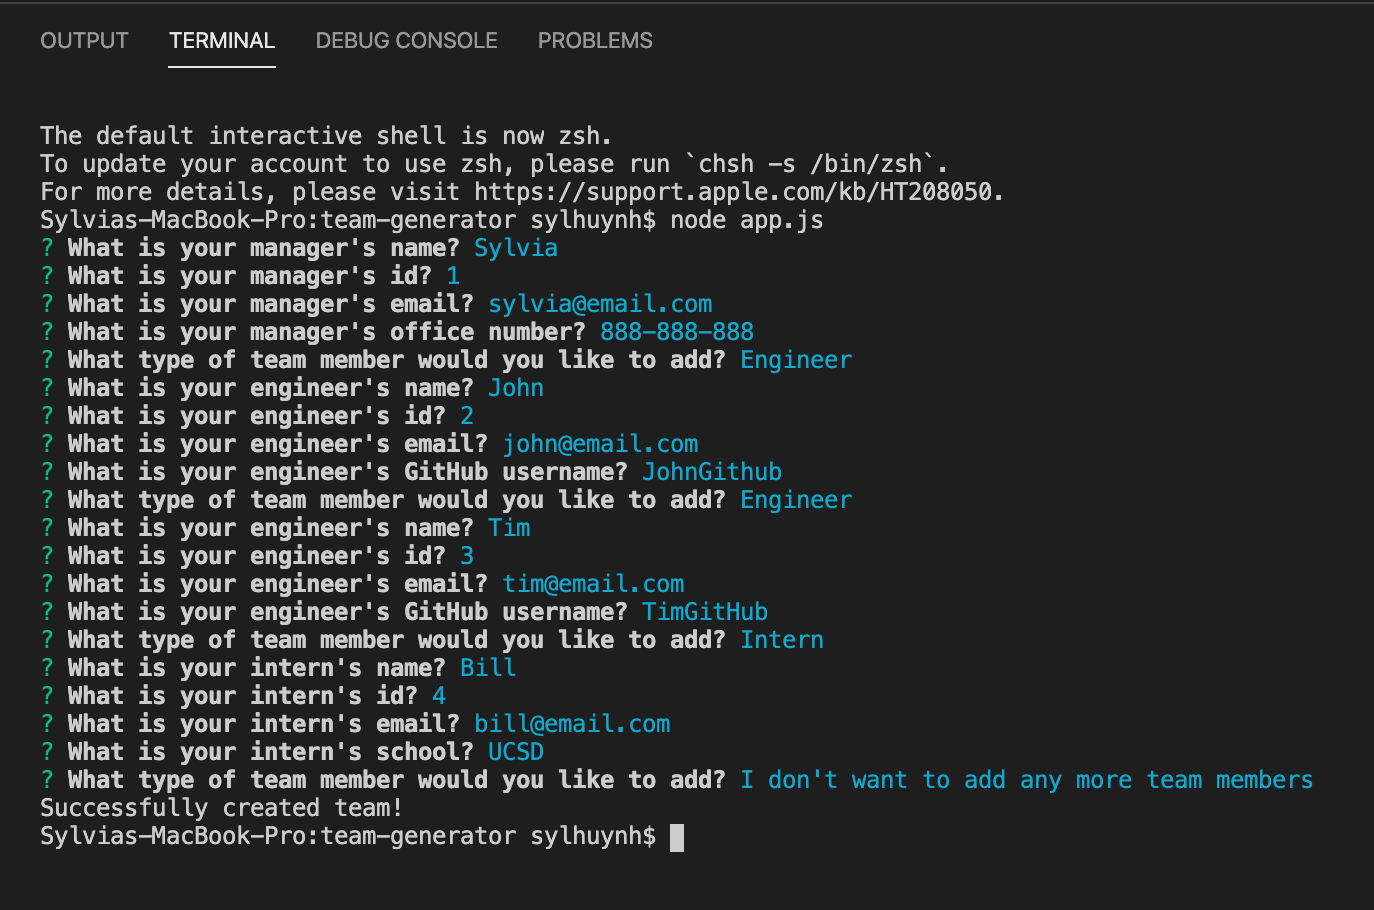 OUTPUT TERMINAL DEBUG CONSOLE PROBLEMS
The default interactive shell is now zsh.
To update your account to use zsh, please run `chsh -s /bin/zsh`.
For more details, please visit https://support.apple.com/kb/HT208050.
Sylvias-MacBook-Pro:team-generator sylhuynh$ node app.js
? What is your manager's name? Sylvia
? What is your manager's id? 1
? What is your manager's email? sylvia@email.com
? What is your manager's office number? 888-888-888
? What type of team member would you like to add? Engineer
? What is your engineer's name? John
? What is your engineer's id? 2
? What is your engineer's email? john@email.com
? What is your engineer's GitHub username? JohnGithub
? What type of team member would you like to add? Engineer
? What is your engineer's name? Tim
? What is your engineer's id? 3
? What is your engineer's email? tim@email.com
? What is your engineer's GitHub username? TimGitHub
? What type of team member would you like to add? Intern
? What is your intern's name? Bill
? What is your intern's id? 4
? What is your intern's email? bill@email.com
? What is your intern's school? UCSD
? What type of team member would you like to add? I don't want to add any more team members
Successfully created team!
Sylvias-MacBook-Pro:team-generator sylhuynh$